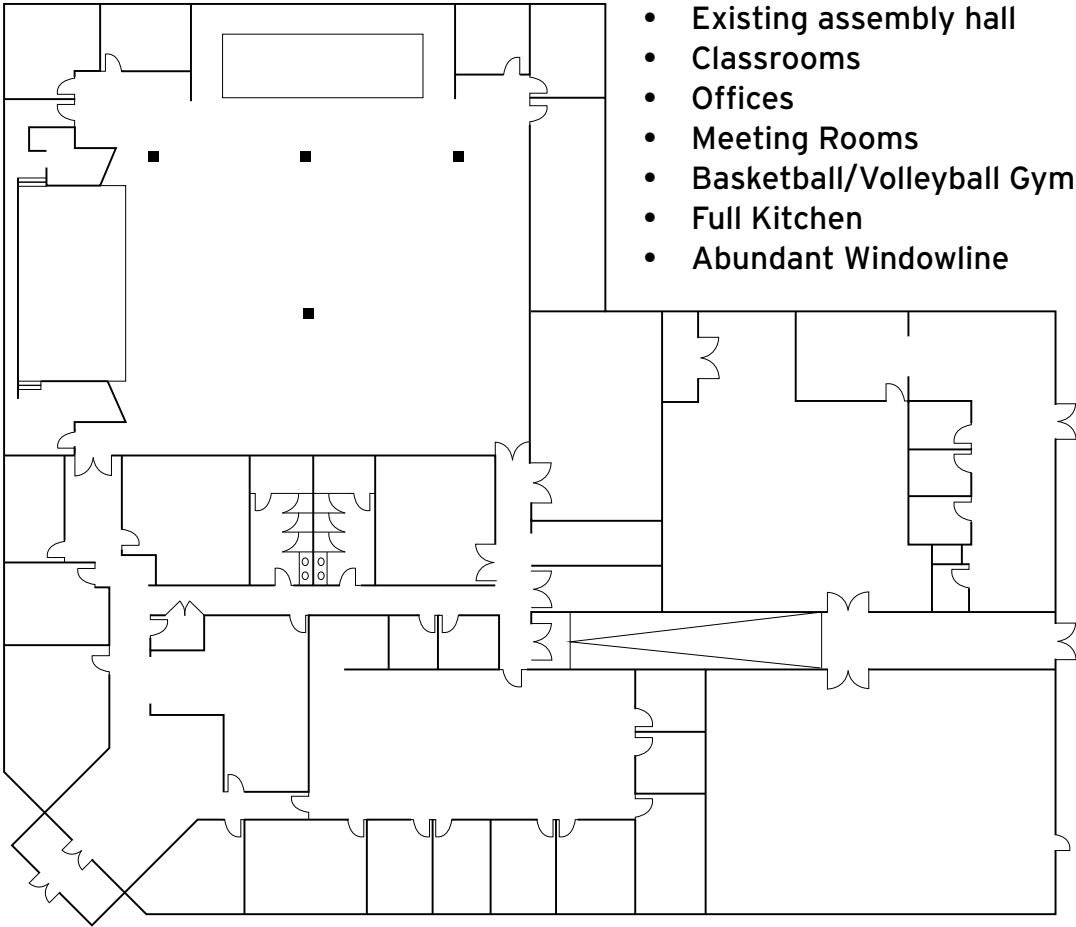 • Existing assembly hall
• Classrooms
• Offices
• Meeting Rooms
• Basketball/Volleyball Gym
• Full Kitchen
• Abundant Windowline